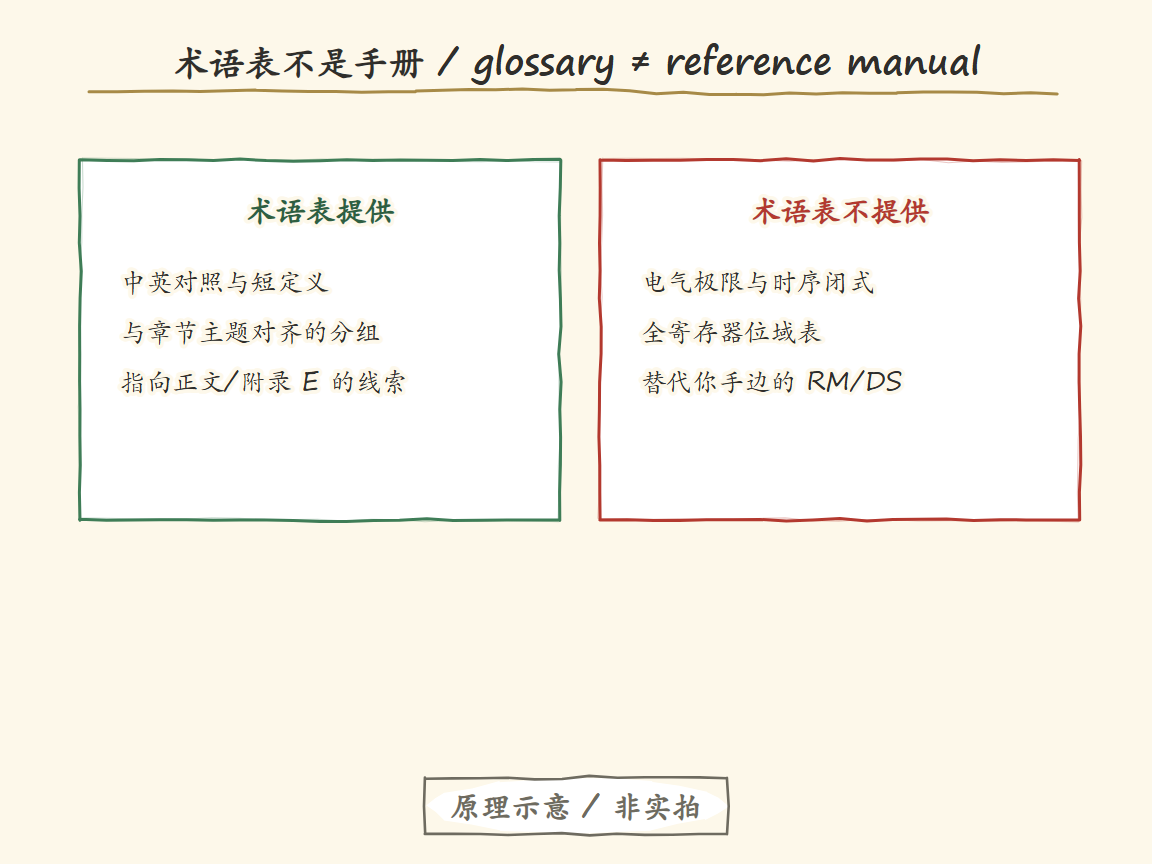 术语表不是手册 / glossary ≠ reference manual
术语表提供
中英对照与短定义
与章节主题对齐的分组
指向正文/附录 E 的线索
术语表不提供
电气极限与时序闭式
全寄存器位域表
替代你手边的 RM/DS
原理示意 / 非实拍